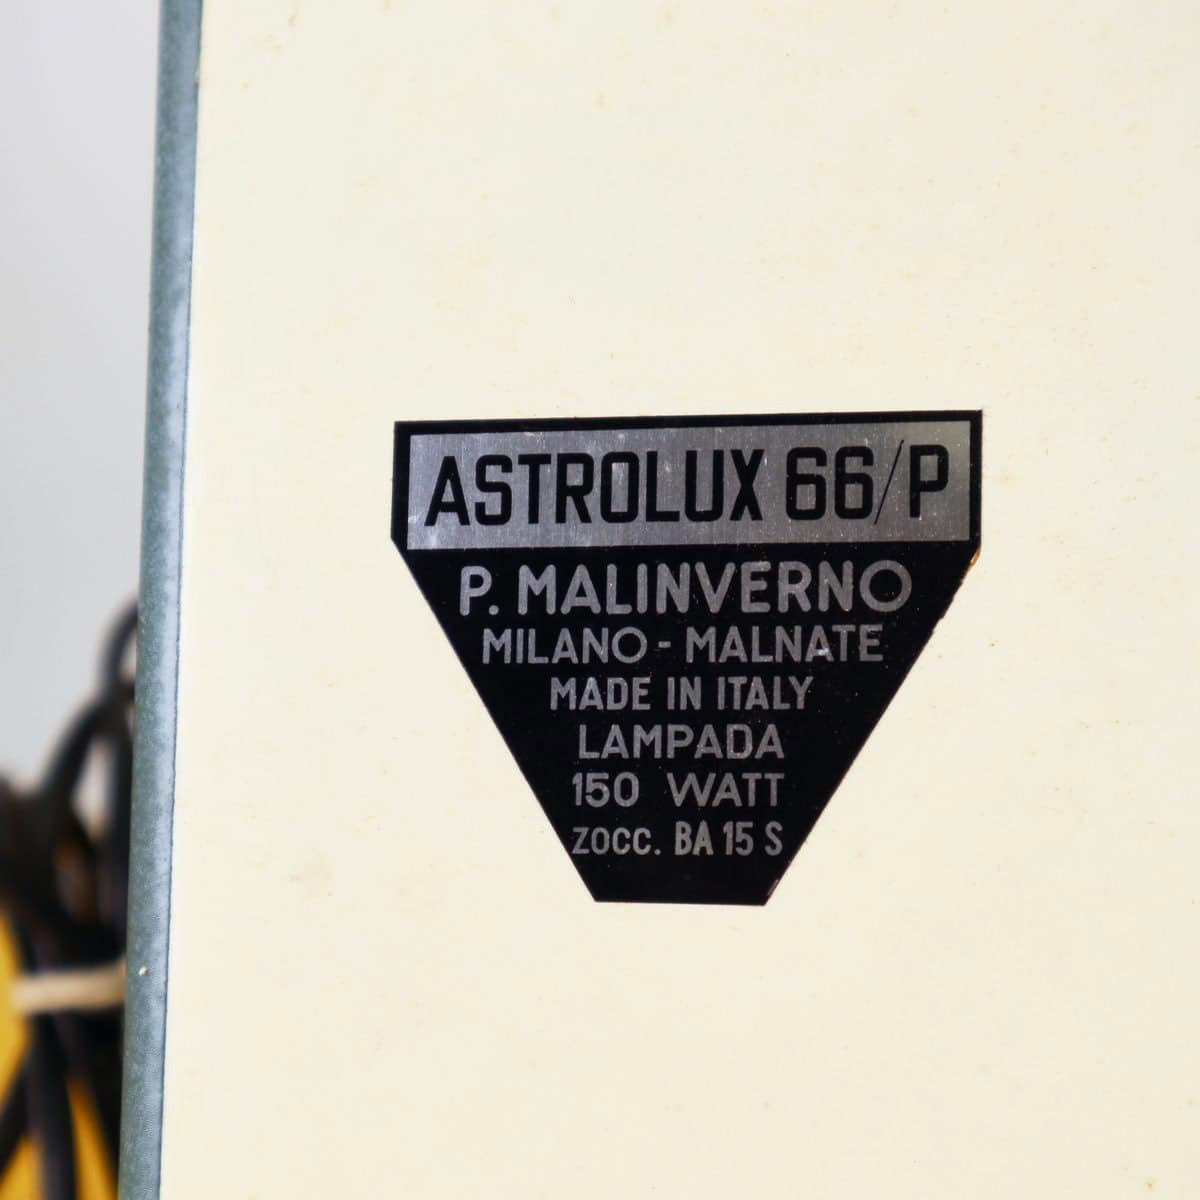 ASTROLUX 66/P
P. MALINVERNO
MILANO - MALNATE
MADE IN ITALY
LAMPADA
150 WATT
ZOCC. BA 15 S